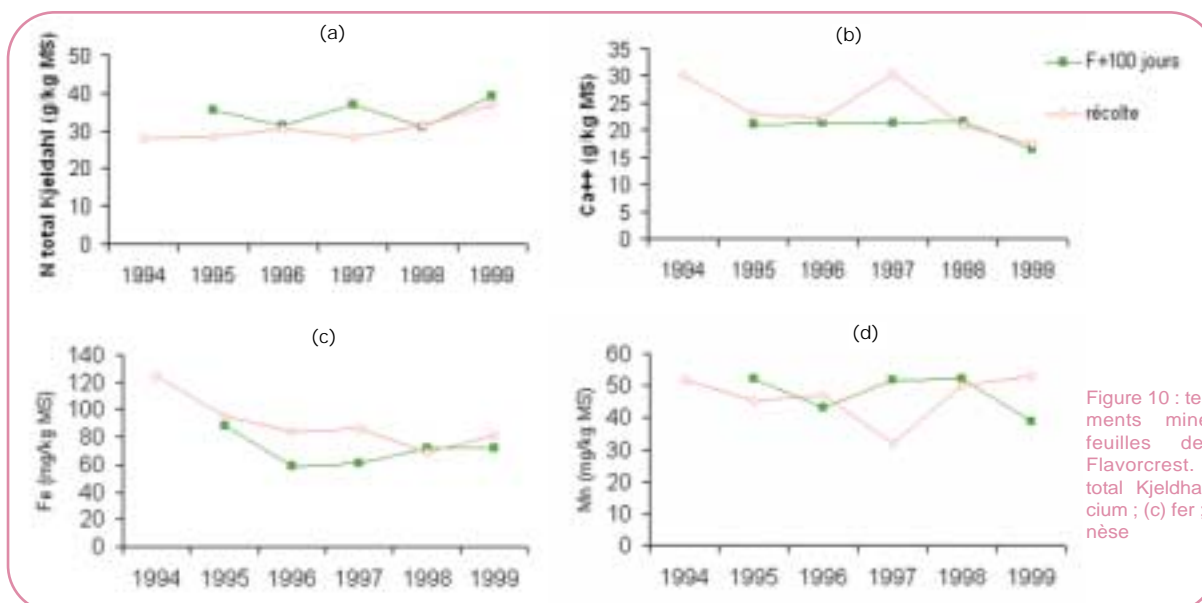 (a)
N total Kjeldahl (g/kg MS)
50
40
30
20
10
0
1994 1995 1996 1997 1998 1999
(b)
Ca++ (g/kg MS)
35
30
25
20
15
10
5
0
1994 1995 1996 1997 1998 1999
F+100 jours
récolte
(c)
Fe (mg/kg MS)
140
120
100
80
60
40
20
0
1994 1995 1996 1997 1998 1999
(d)
Mn (mg/kg MS)
60
50
40
30
20
10
0
1994 1995 1996 1997 1998 1999
Figure 10 : te
ments miné
feuilles de
Flavorcrest.
total Kjeldha
cium ; (c) fer ;
nèse